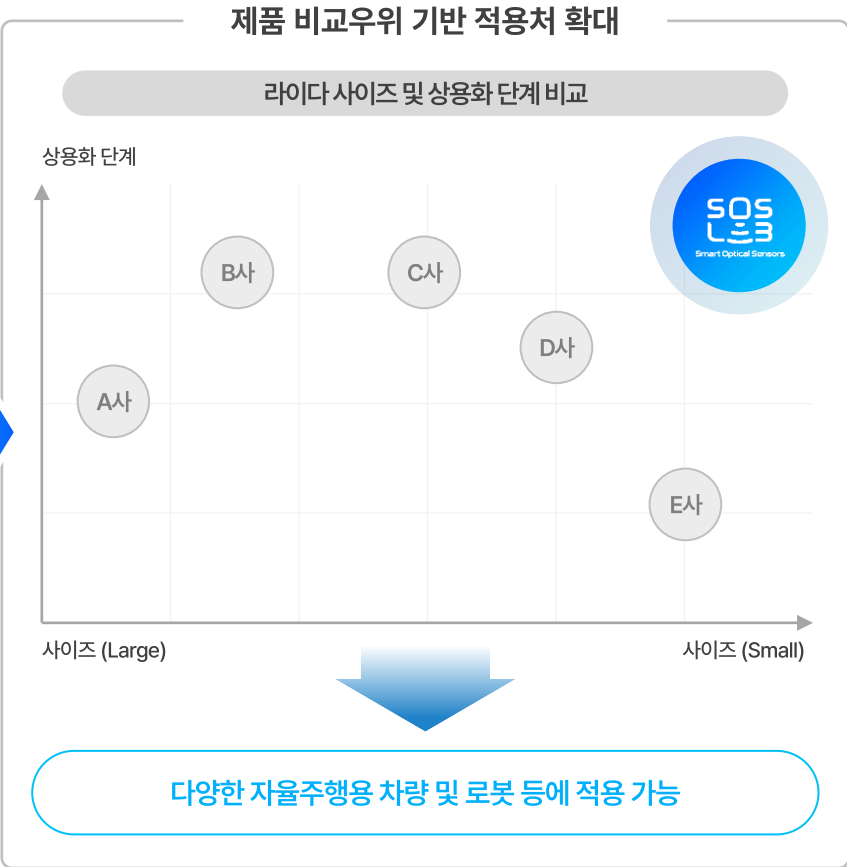 제품 비교우위 기반 적용처 확대
라이다 사이즈 및 상용화 단계 비교
상용화 단계
SOS
LAB
Smart Optical Sensors
B사
C사
D사
A사
E사
사이즈 (Large)
사이즈 (Small)
다양한 자율주행용 차량 및 로봇 등에 적용 가능